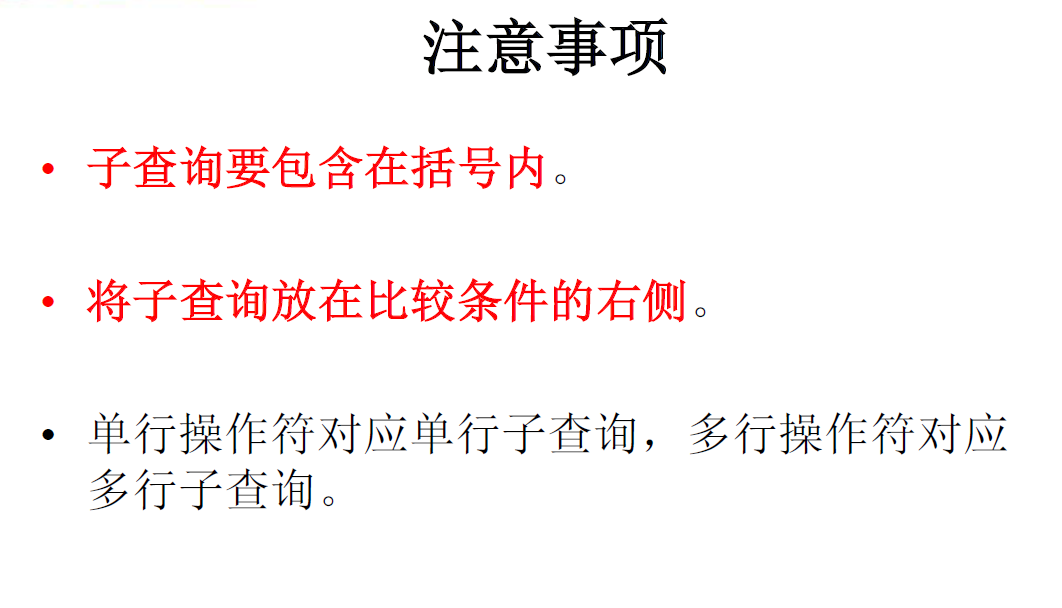 注意事项
• 子查询要包含在括号内。
• 将子查询放在比较条件的右侧。
• 单行操作符对应单行子查询，多行操作符对应
多行子查询。